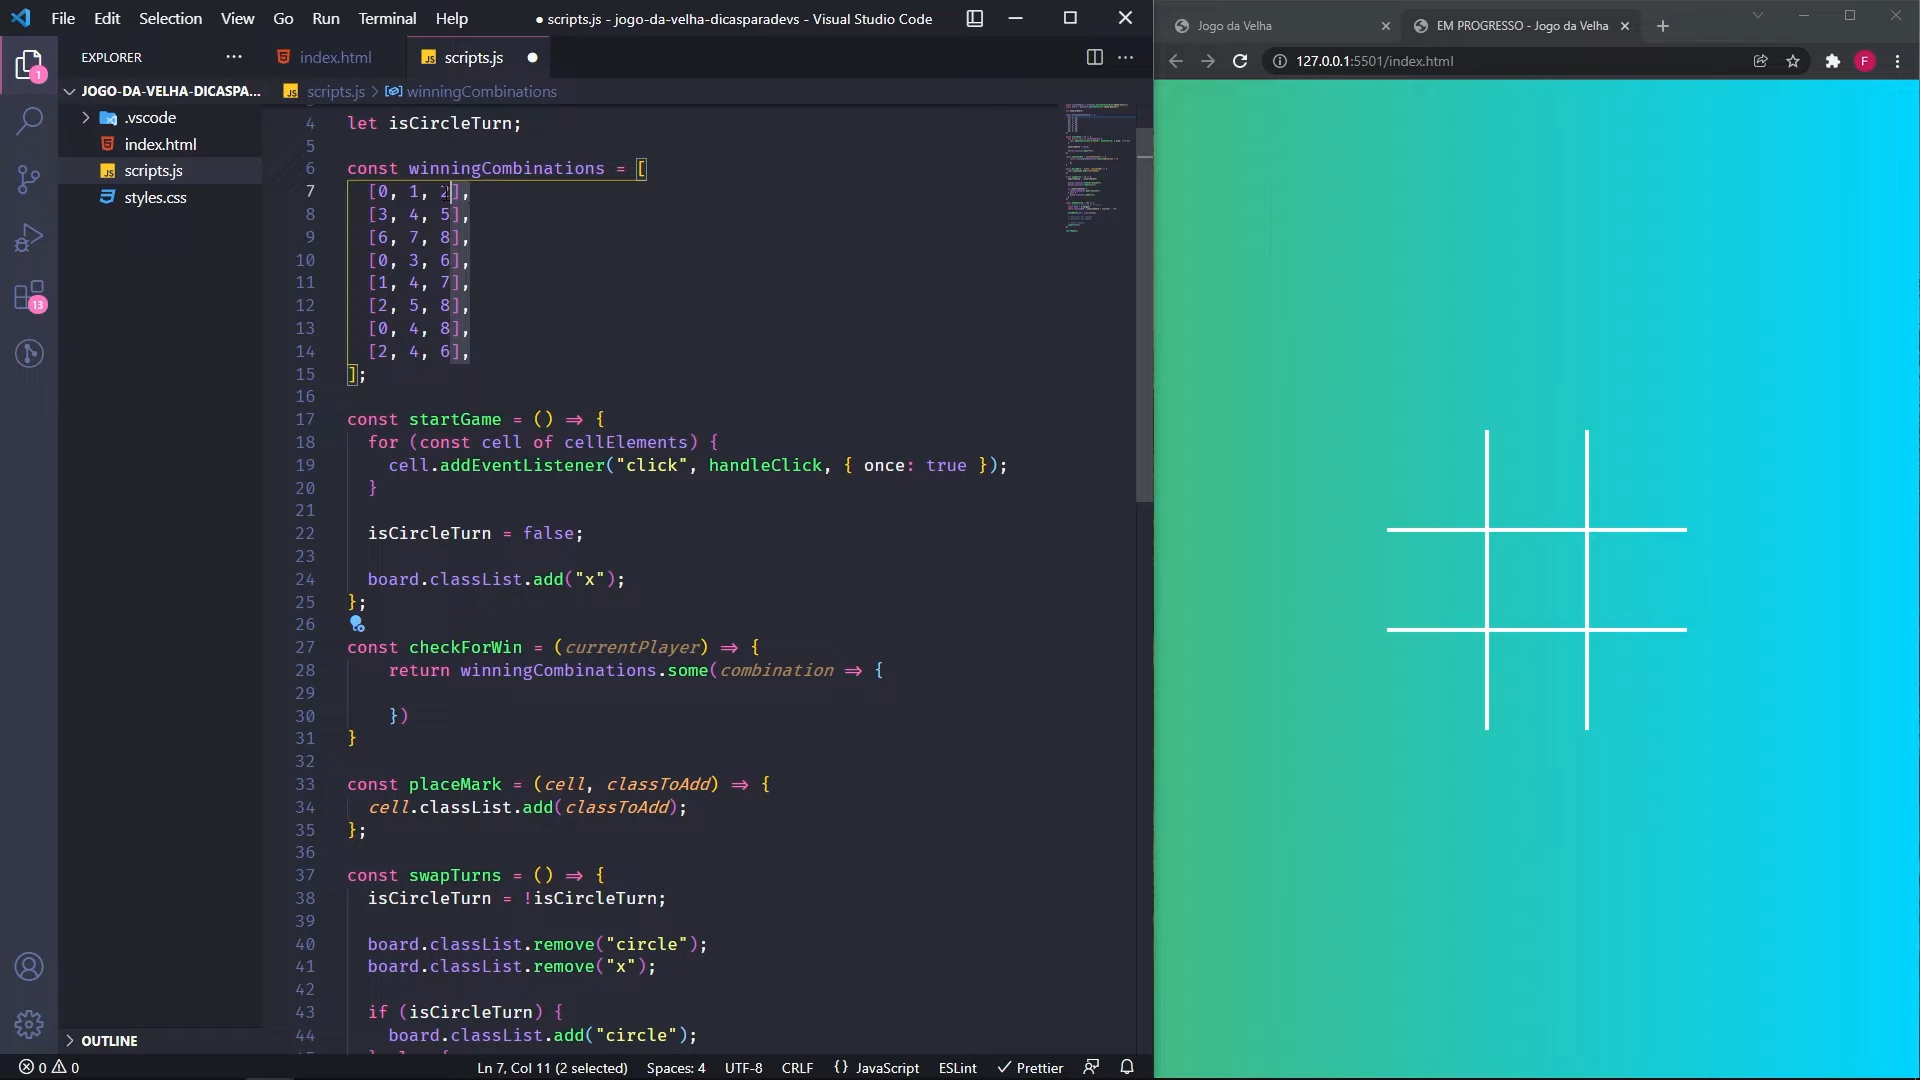 File Edit Selection View Go Run Terminal Help
● scripts.js - jogo-da-velha-dicasparadevs - Visual Studio Code
EXPLORER
JOGO-DA-VELHA-DICASPA...
.vscode
index.html
scripts.js
styles.css
OUTLINE
1
13
index.html
JS scripts.js
JS scripts.js > winningCombinations
4 let isCircleTurn;
5
6 const winningCombinations = [
7 [0, 1, 2],
8 [3, 4, 5],
9 [6, 7, 8],
10 [0, 3, 6],
11 [1, 4, 7],
12 [2, 5, 8],
13 [0, 4, 8],
14 [2, 4, 6],
15 ];
16
17 const startGame = () => {
18 for (const cell of cellElements) {
19 cell.addEventListener("click", handleClick, { once: true });
20 }
21
22 isCircleTurn = false;
23
24 board.classList.add("x");
25 };
26
27 const checkForWin = (currentPlayer) => {
28 return winningCombinations.some(combination => {
29
30 })
31 }
32
33 const placeMark = (cell, classToAdd) => {
34 cell.classList.add(classToAdd);
35 };
36
37 const swapTurns = () => {
38 isCircleTurn = !isCircleTurn;
39
40 board.classList.remove("circle");
41 board.classList.remove("x");
42
43 if (isCircleTurn) {
44 board.classList.add("circle");
0 0
Ln 7, Col 11 (2 selected) Spaces: 4 UTF-8 CRLF {} JavaScript ESLint ✓ Prettier
Jogo da Velha
EM PROGRESSO - Jogo da Velha
127.0.0.1:5501/index.html
F